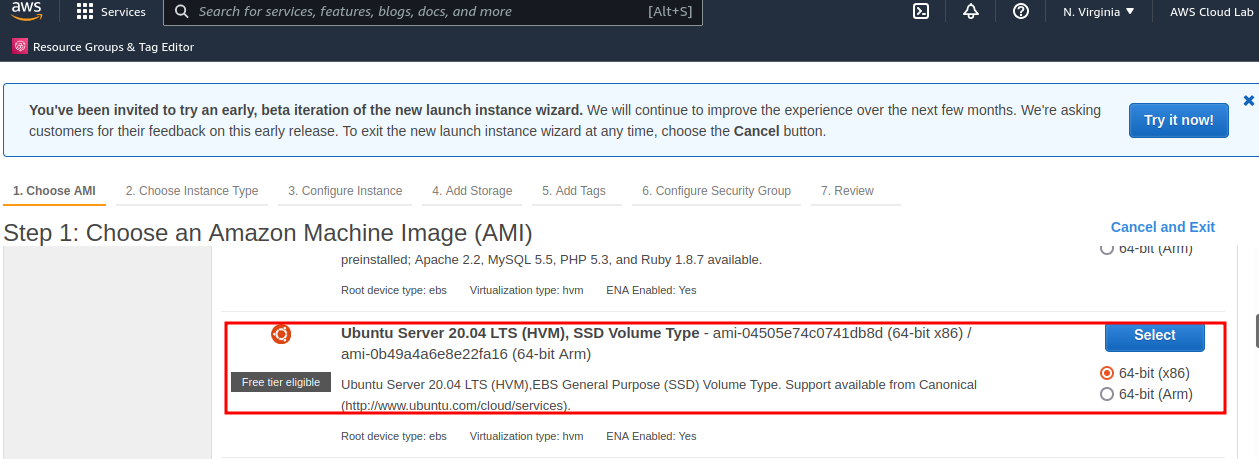 aws
Services
Search for services, features, blogs, docs, and more
[Alt+S]
N. Virginia
AWS Cloud Lab
Resource Groups & Tag Editor
You've been invited to try an early, beta iteration of the new launch instance wizard. We will continue to improve the experience over the next few months. We're asking
customers for their feedback on this early release. To exit the new launch instance wizard at any time, choose the Cancel button.
Try it now!
1. Choose AMI
2. Choose Instance Type
3. Configure Instance
4. Add Storage
5. Add Tags
6. Configure Security Group
7. Review
Step 1: Choose an Amazon Machine Image (AMI)
Cancel and Exit
64-bit (Arm)
preinstalled; Apache 2.2, MySQL 5.5, PHP 5.3, and Ruby 1.8.7 available.
Root device type: ebs
Virtualization type: hvm
ENA Enabled: Yes
Ubuntu Server 20.04 LTS (HVM), SSD Volume Type - ami-04505e74c0741db8d (64-bit x86) /
ami-0b49a4a6e8e22fa16 (64-bit Arm)
Select
Free tier eligible
Ubuntu Server 20.04 LTS (HVM),EBS General Purpose (SSD) Volume Type. Support available from Canonical
(http://www.ubuntu.com/cloud/services).
64-bit (x86)
64-bit (Arm)
Root device type: ebs
Virtualization type: hvm
ENA Enabled: Yes